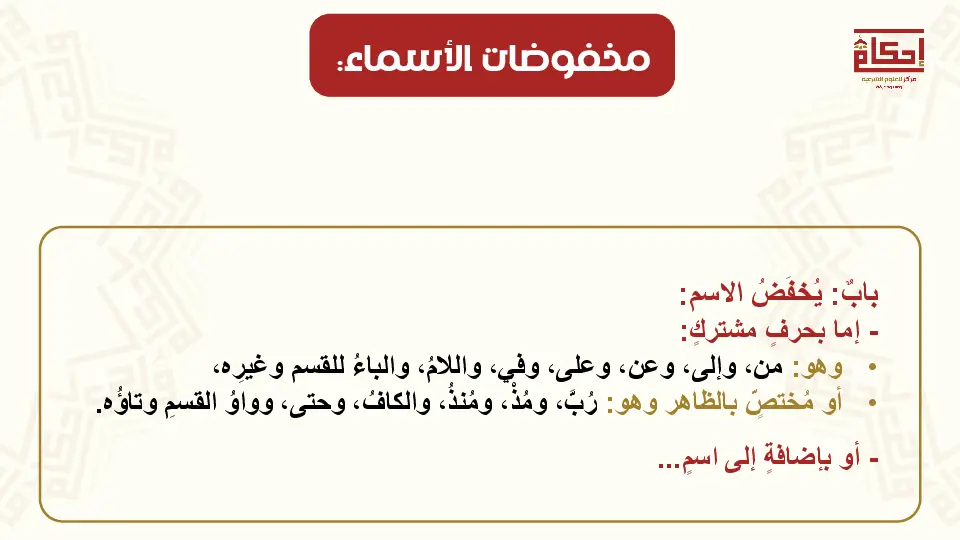 مخفوضات الأسماء:
إحكام
مركز للعلوم الشرعية
بابٌ: يُخفَضُ الاسم:
- إما بحرفٍ مشتركٍ:
• وهو: من، وإلى، وعن، وعلى، وفي، واللامُ، والباءُ للقسم وغيرِه،
• أو مُختصٍّ بالظاهر وهو: رُبَّ، ومُذْ، ومُنذُ، والكافُ، وحتى، وواوُ القسمِ وتاؤُه.
- أو بإضافةٍ إلى اسمٍ...